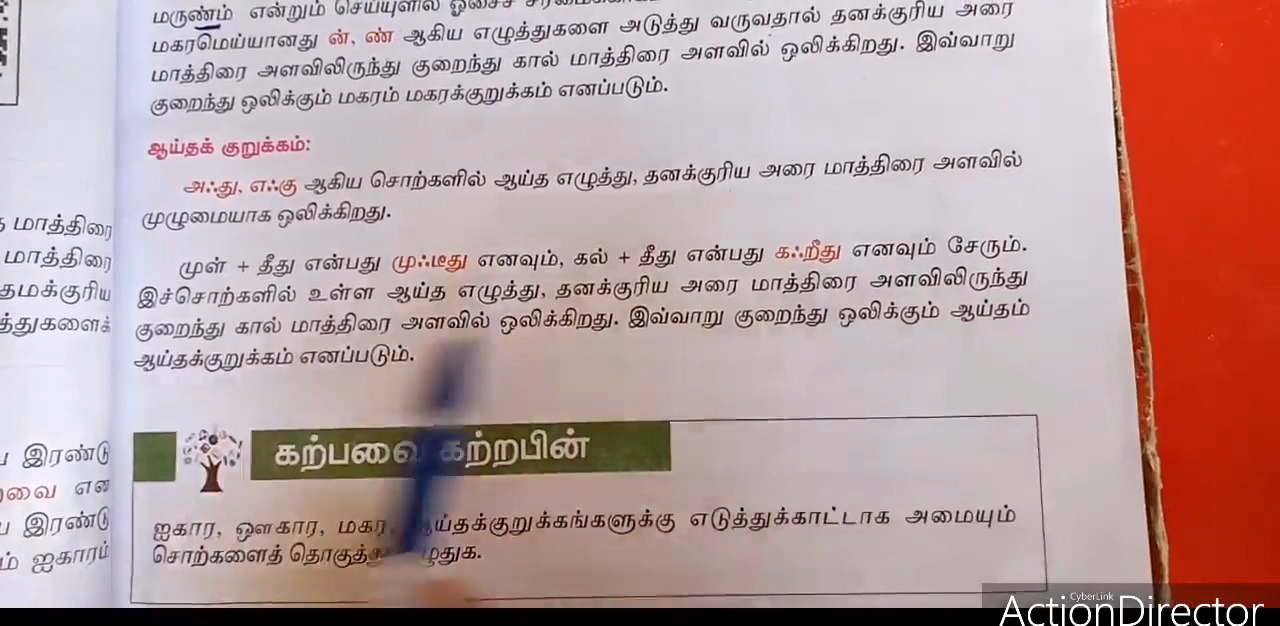 மருண்ம் என்றும் செய்யுளில் ஓசைச்
மகரமெய்யானது ன், ண் ஆகிய எழுத்துகளை அடுத்து வருவதால் தனக்குரிய அரை
மாத்திரை அளவிலிருந்து குறைந்து கால் மாத்திரை அளவில் ஒலிக்கிறது. இவ்வாறு
குறைந்து ஒலிக்கும் மகரம் மகரக்குறுக்கம் எனப்படும்.
ஆய்தக் குறுக்கம்:
அஃது, எஃகு ஆகிய சொற்களில் ஆய்த எழுத்து, தனக்குரிய அரை மாத்திரை அளவில்
முழுமையாக ஒலிக்கிறது.
முள் + தீது என்பது முஃடீது எனவும், கல் + தீது என்பது கஃறீது எனவும் சேரும்.
இச்சொற்களில் உள்ள ஆய்த எழுத்து, தனக்குரிய அரை மாத்திரை அளவிலிருந்து
குறைந்து கால் மாத்திரை அளவில் ஒலிக்கிறது. இவ்வாறு குறைந்து ஒலிக்கும் ஆய்தம்
ஆய்தக்குறுக்கம் எனப்படும்.
மாத்திரை
மாத்திரை
தமக்குரிய
இரண்டு
என
இரண்டு
ஐகாரம்
கற்பவை கற்றபின்
ஐகார, ஔகார, மகர, ஆய்தக்குறுக்கங்களுக்கு எடுத்துக்காட்டாக அமையும்
சொற்களைத் தொகுத்து எழுதுக.
CyberLink
ActionDirector